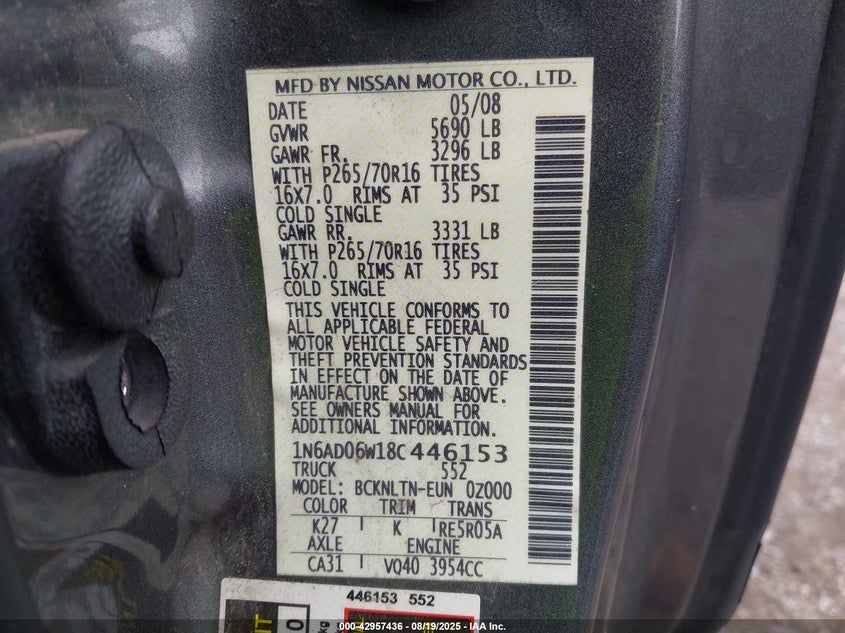 MFD BY NISSAN MOTOR CO., LTD.
DATE 05/08
GVWR 5690 LB
GAWR FR. 3296 LB
WITH P265/70R16 TIRES
16X7.0 RIMS AT 35 PSI
COLD SINGLE
GAWR RR. 3331 LB
WITH P265/70R16 TIRES
16X7.0 RIMS AT 35 PSI
COLD SINGLE
THIS VEHICLE CONFORMS TO
ALL APPLICABLE FEDERAL
MOTOR VEHICLE SAFETY AND
THEFT PREVENTION STANDARDS
IN EFFECT ON THE DATE OF
MANUFACTURE SHOWN ABOVE.
SEE OWNERS MANUAL FOR
ADDITIONAL INFORMATION.
1N6AD06W18C446153
TRUCK 552
MODEL: BCKNLTN-EUN 0Z000
COLOR TRIM TRANS
K27 K RE5R05A
AXLE ENGINE
CA31 VQ40 3954CC
446153 552
000-42957436 - 08/19/2025 - IAA Inc.